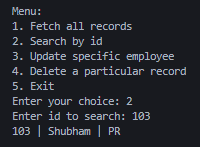 Menu:
1. Fetch all records
2. Search by id
3. Update specific employee
4. Delete a particular record
5. Exit
Enter your choice: 2
Enter id to search: 103
103 | Shubham | PR